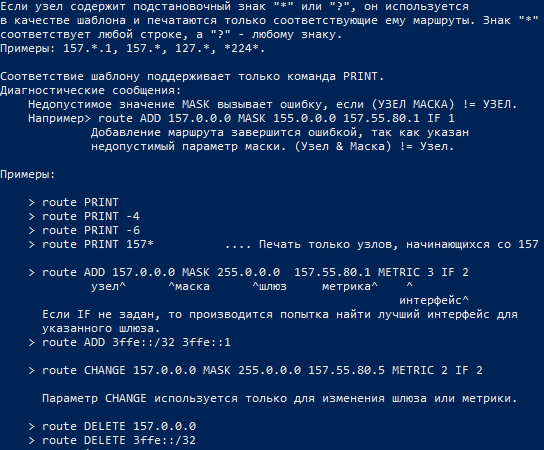 Если узел содержит подстановочный знак "*" или "?", он используется
в качестве шаблона и печатаются только соответствующие ему маршруты. Знак "*"
соответствует любой строке, а "?" - любому знаку.
Примеры: 157.*.1, 157.*, 127.*, *224*.

Соответствие шаблону поддерживает только команда PRINT.
Диагностические сообщения:
    Недопустимое значение MASK вызывает ошибку, если (УЗЕЛ МАСКА) != УЗЕЛ.
    Например> route ADD 157.0.0.0 MASK 155.0.0.0 157.55.80.1 IF 1
             Добавление маршрута завершится ошибкой, так как указан
             недопустимый параметр маски. (Узел & Маска) != Узел.

Примеры:

    > route PRINT
    > route PRINT -4
    > route PRINT -6
    > route PRINT 157*          .... Печать только узлов, начинающихся со 157

    > route ADD 157.0.0.0 MASK 255.0.0.0  157.55.80.1 METRIC 3 IF 2
             узел^      ^маска      ^шлюз     метрика^    ^
                                                         интерфейс^
      Если IF не задан, то производится попытка найти лучший интерфейс для
      указанного шлюза.
    > route ADD 3ffe::/32 3ffe::1

    > route CHANGE 157.0.0.0 MASK 255.0.0.0 157.55.80.5 METRIC 2 IF 2

      Параметр CHANGE используется только для изменения шлюза или метрики.

    > route DELETE 157.0.0.0
    > route DELETE 3ffe::/32